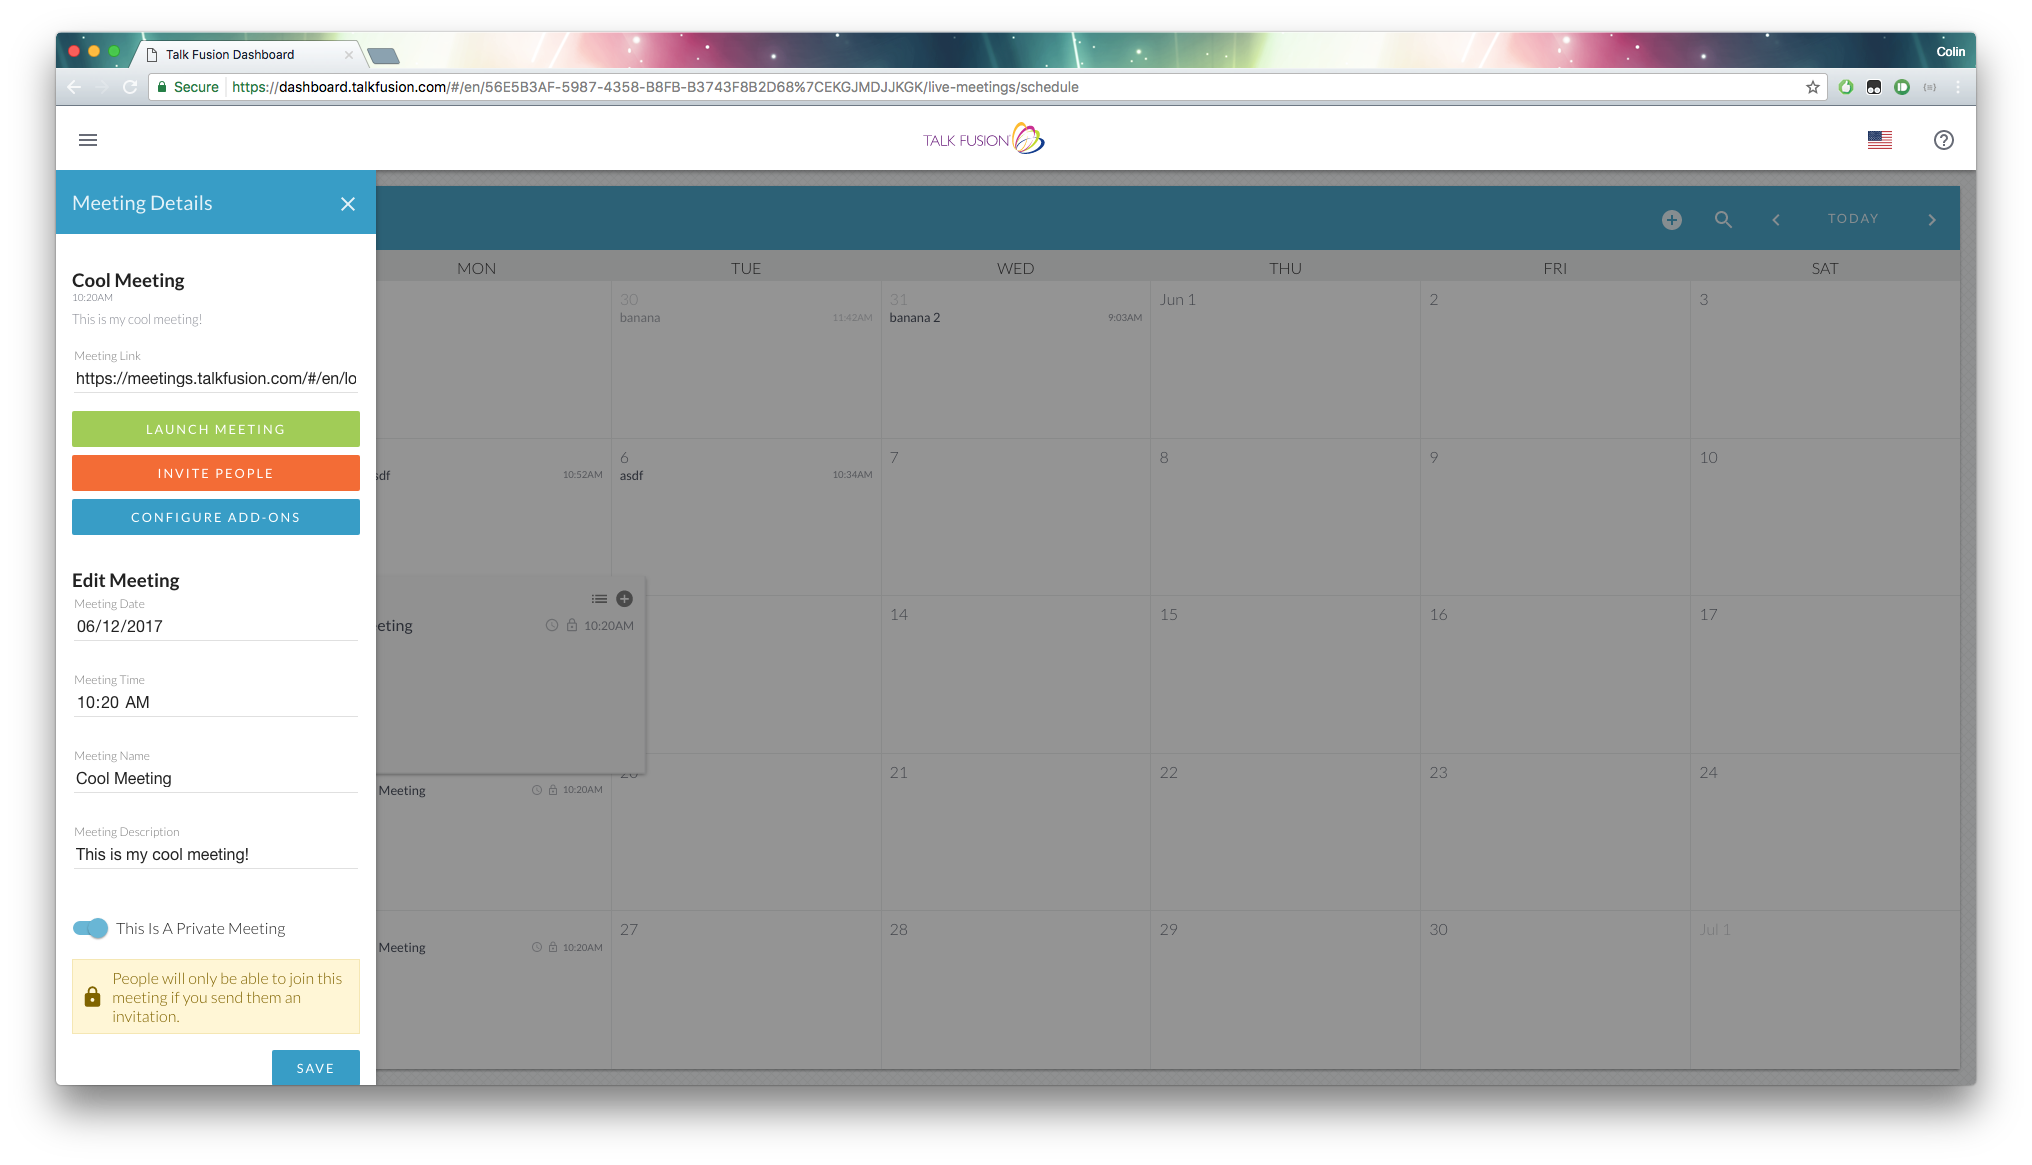 Talk Fusion Dashboard
Colin
Secure https://dashboard.talkfusion.com/#/en/56E5B3AF-5987-4358-B8FB-B3743F8B2D68%7CEKGJMDJJKGK/live-meetings/schedule
TALK FUSION
Meeting Details
TODAY
MON TUE WED THU FRI SAT
Cool Meeting
10:20AM
This is my cool meeting!
Meeting Link
https://meetings.talkfusion.com/#/en/lo
LAUNCH MEETING
INVITE PEOPLE
CONFIGURE ADD-ONS
Edit Meeting
Meeting Date
06/12/2017
Meeting Time
10:20 AM
Meeting Name
Cool Meeting
Meeting Description
This is my cool meeting!
This Is A Private Meeting
People will only be able to join this
meeting if you send them an
invitation.
SAVE
30 31 Jun 1 2 3
banana 11:42AM banana 2 9:03AM
6 7 8 9 10
sdf 10:52AM asdf 10:34AM
14 15 16 17
eting 10:20AM
20 21 22 23 24
Meeting 10:20AM
27 28 29 30 Jul 1
Meeting 10:20AM